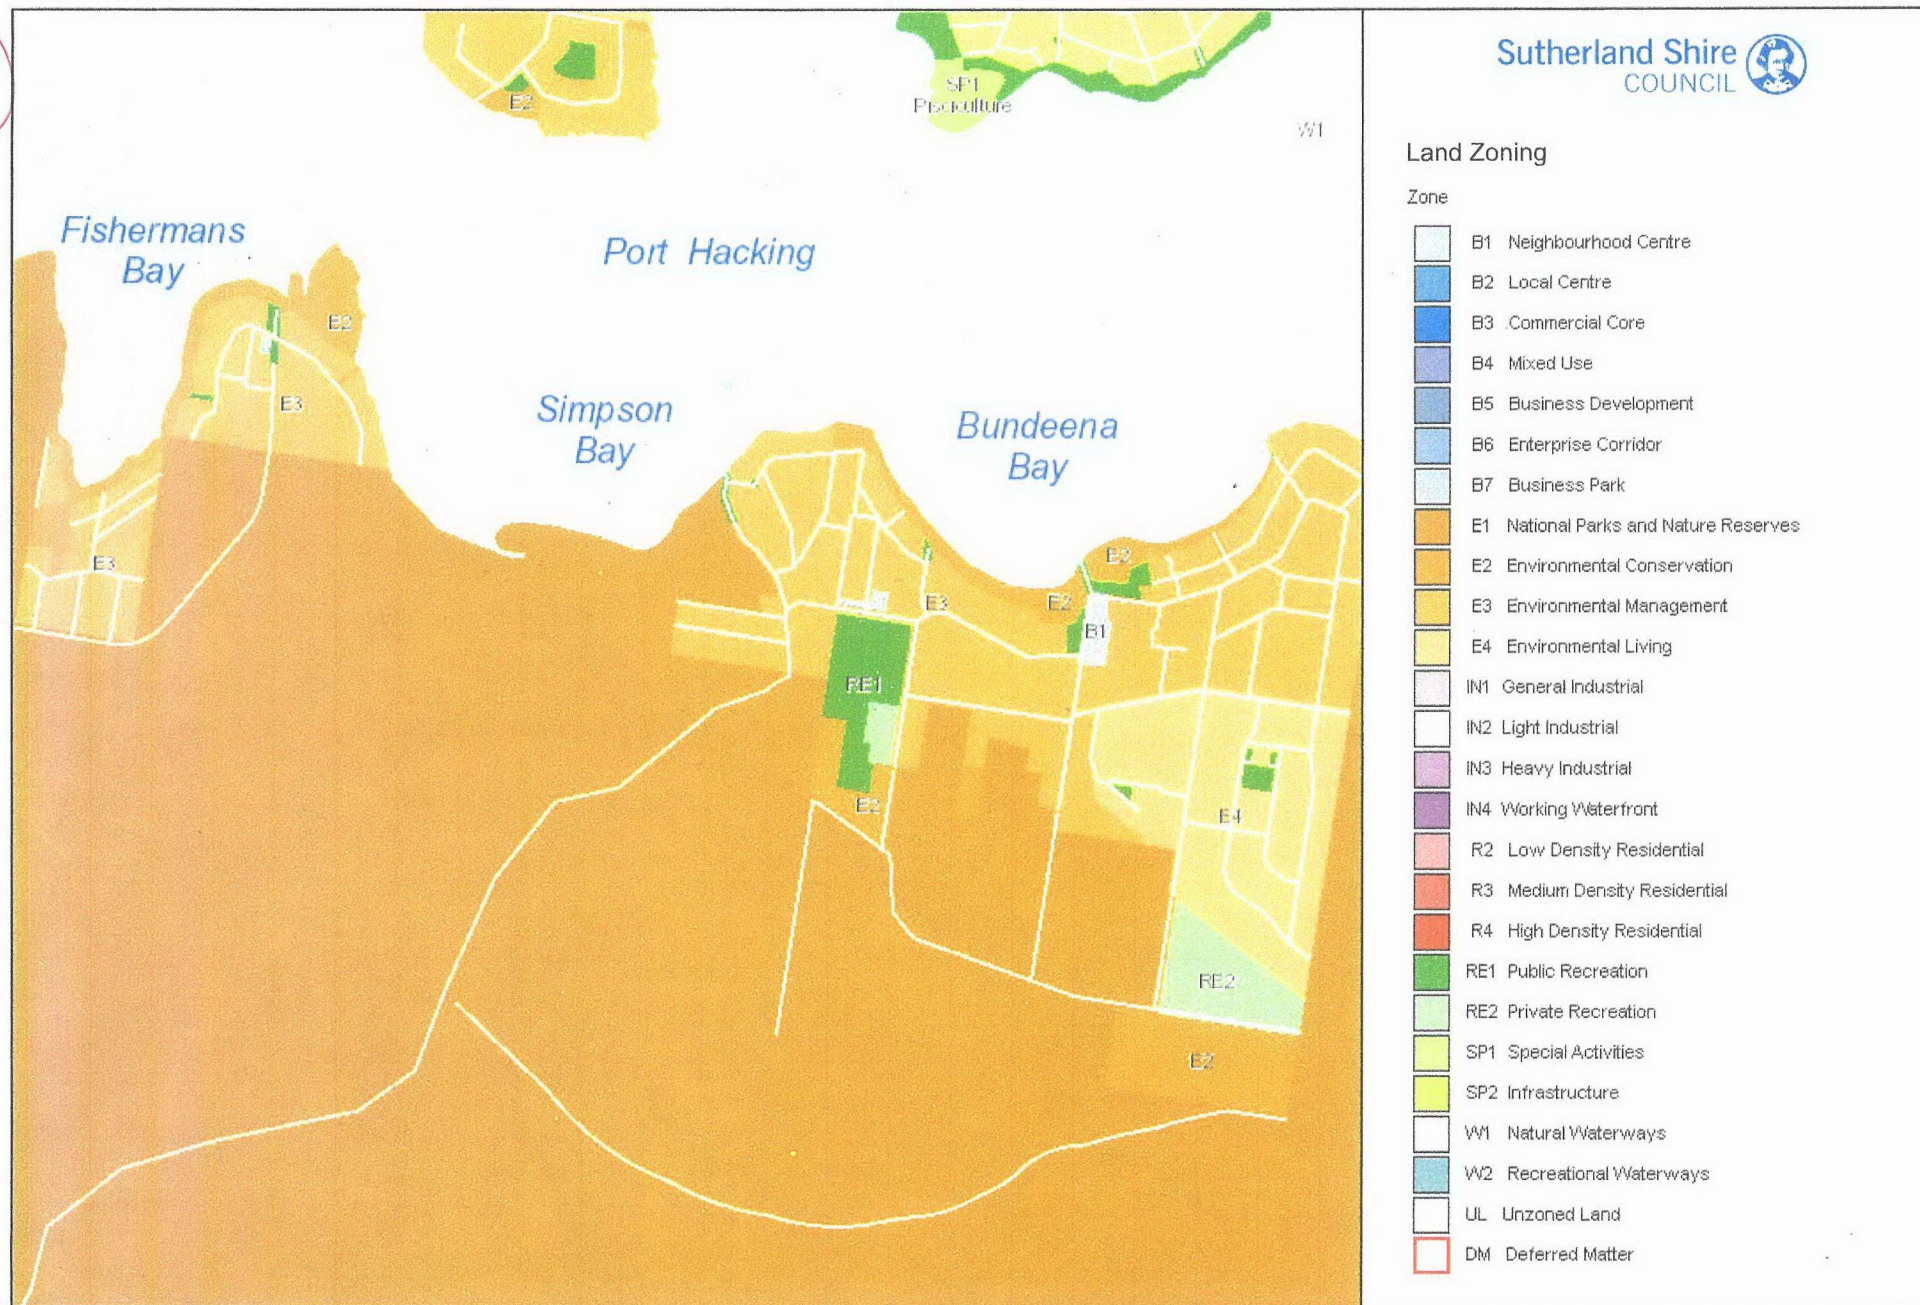 SP1
Pisciculture
E2
W1
Fishermans
Bay
Port Hacking
E2
E3
Simpson
Bay
Bundeena
Bay
E3
E2
E2
E3
B1
RE1
E2
E4
RE2
E2
Sutherland Shire
COUNCIL
Land Zoning
Zone
B1 Neighbourhood Centre
B2 Local Centre
B3 Commercial Core
B4 Mixed Use
B5 Business Development
B6 Enterprise Corridor
B7 Business Park
E1 National Parks and Nature Reserves
E2 Environmental Conservation
E3 Environmental Management
E4 Environmental Living
IN1 General Industrial
IN2 Light Industrial
IN3 Heavy Industrial
IN4 Working Waterfront
R2 Low Density Residential
R3 Medium Density Residential
R4 High Density Residential
RE1 Public Recreation
RE2 Private Recreation
SP1 Special Activities
SP2 Infrastructure
W1 Natural Waterways
W2 Recreational Waterways
UL Unzoned Land
DM Deferred Matter